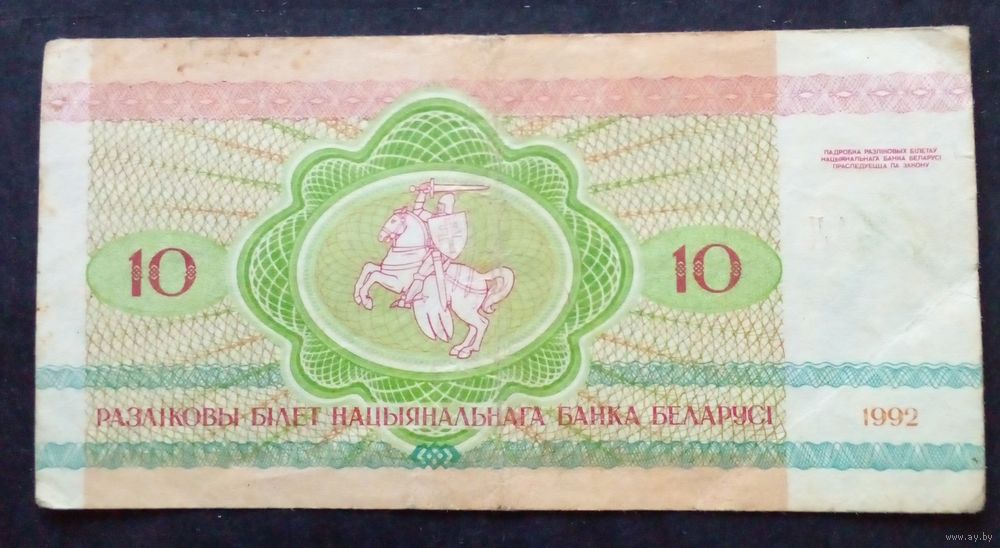 ПАДРОБКА РАЗЛІКОВЫХ БІЛЕТАЎ
НАЦЫЯНАЛЬНАГА БАНКА БЕЛАРУСІ
ПРАСЛЕДУЕЦЦА ПА ЗАКОНУ
10 10
РАЗЛІКОВЫ БІЛЕТ НАЦЫЯНАЛЬНАГА БАНКА БЕЛАРУСІ 1992
www.ay.by